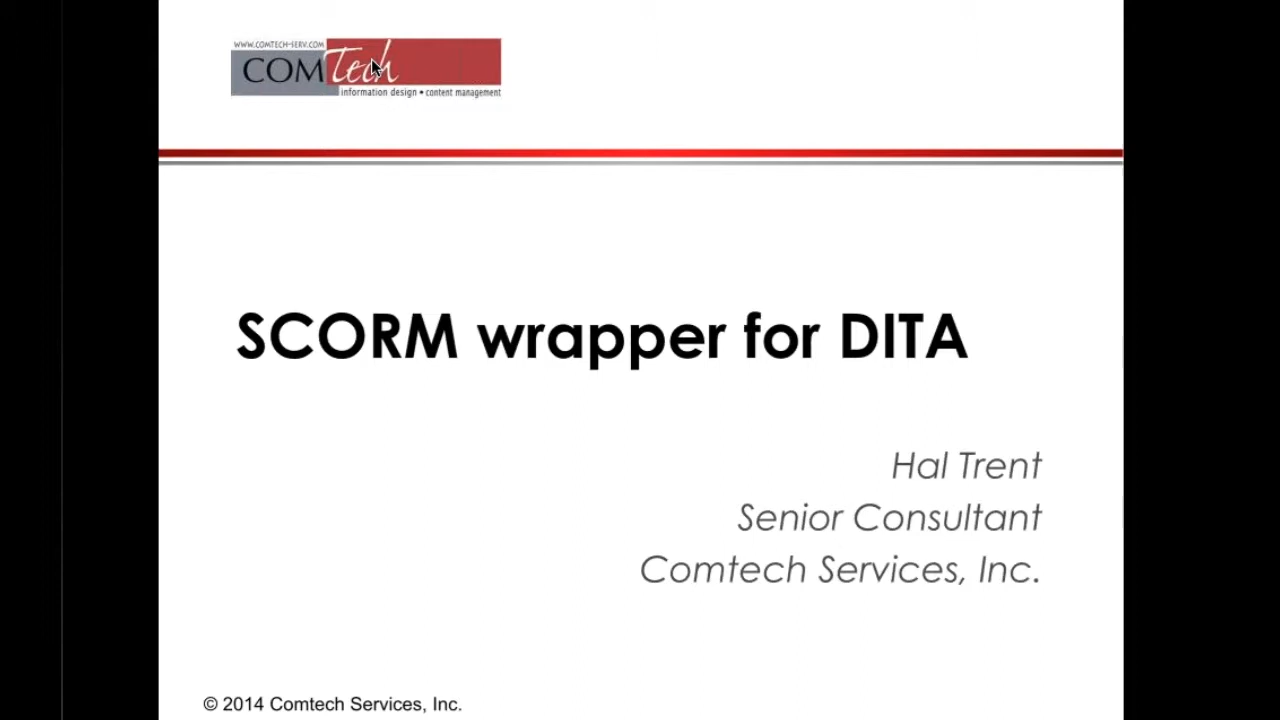 WWW.COMTECH-SERV.COM
COMTech
information design • content management
SCORM wrapper for DITA
Hal Trent
Senior Consultant
Comtech Services, Inc.
© 2014 Comtech Services, Inc.